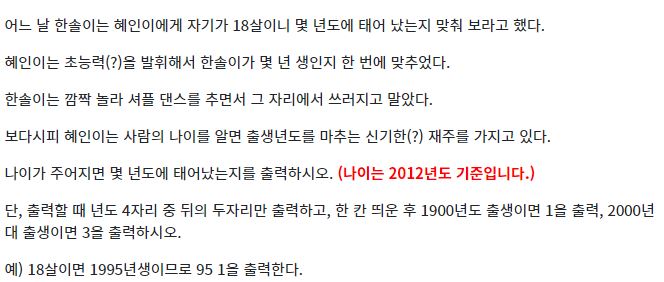 어느 날 한솔이는 혜인이에게 자기가 18살이니 몇 년도에 태어 났는지 맞춰 보라고 했다.
혜인이는 초능력(?)을 발휘해서 한솔이가 몇 년 생인지 한 번에 맞추었다.
한솔이는 깜짝 놀라 셔플 댄스를 추면서 그 자리에서 쓰러지고 말았다.
보다시피 혜인이는 사람의 나이를 알면 출생년도를 마추는 신기한(?) 재주를 가지고 있다.
나이가 주어지면 몇 년도에 태어났는지를 출력하시오. (나이는 2012년도 기준입니다.)
단, 출력할 때 년도 4자리 중 뒤의 두자리만 출력하고, 한 칸 띄운 후 1900년도 출생이면 1을 출력, 2000년
대 출생이면 3을 출력하시오.
예) 18살이면 1995년생이므로 95 1을 출력한다.